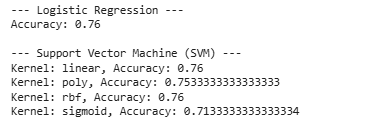 --- Logistic Regression ---
Accuracy: 0.76
--- Support Vector Machine (SVM) ---
Kernel: linear, Accuracy: 0.76
Kernel: poly, Accuracy: 0.7533333333333333
Kernel: rbf, Accuracy: 0.76
Kernel: sigmoid, Accuracy: 0.7133333333333334